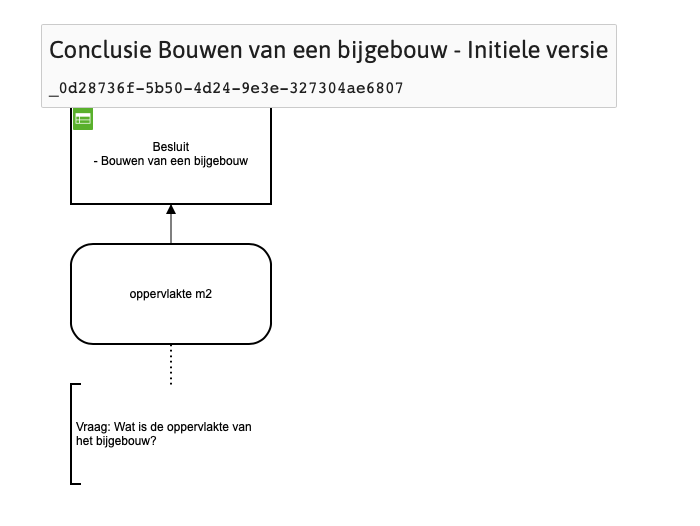 Conclusie Bouwen van een bijgebouw - Initiele versie
_0d28736f-5b50-4d24-9e3e-327304ae6807
Besluit
- Bouwen van een bijgebouw
oppervlakte m2
Vraag: Wat is de oppervlakte van
het bijgebouw?